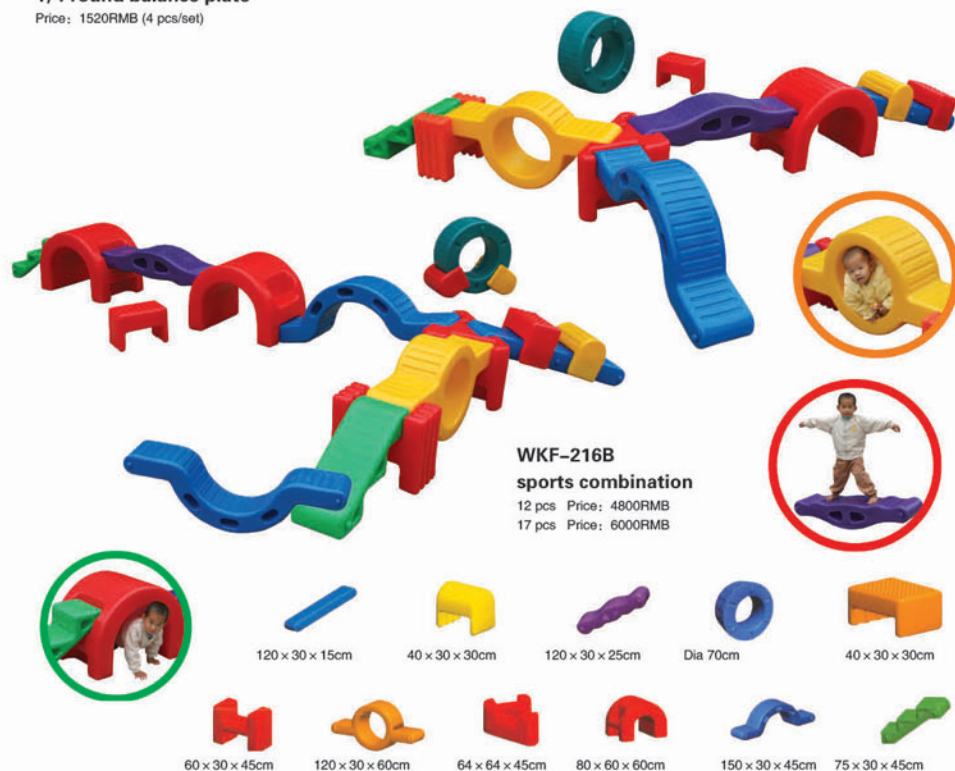 Price: 1520RMB (4 pcs/set)
WKF-216B
sports combination
12 pcs Price: 4800RMB
17 pcs Price: 6000RMB
120×30×15cm
40×30×30cm
120×30×25cm
Dia 70cm
40×30×30cm
60×30×45cm
120×30×60cm
64×64×45cm
80×60×60cm
150×30×45cm
75×30×45cm